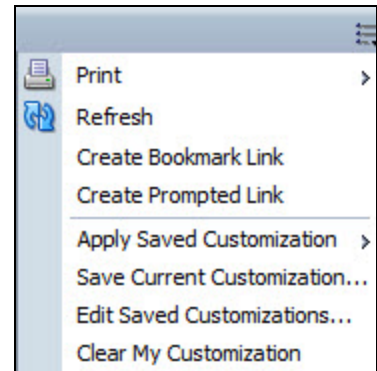 Print
Refresh
Create Bookmark Link
Create Prompted Link
Apply Saved Customization
Save Current Customization...
Edit Saved Customizations...
Clear My Customization